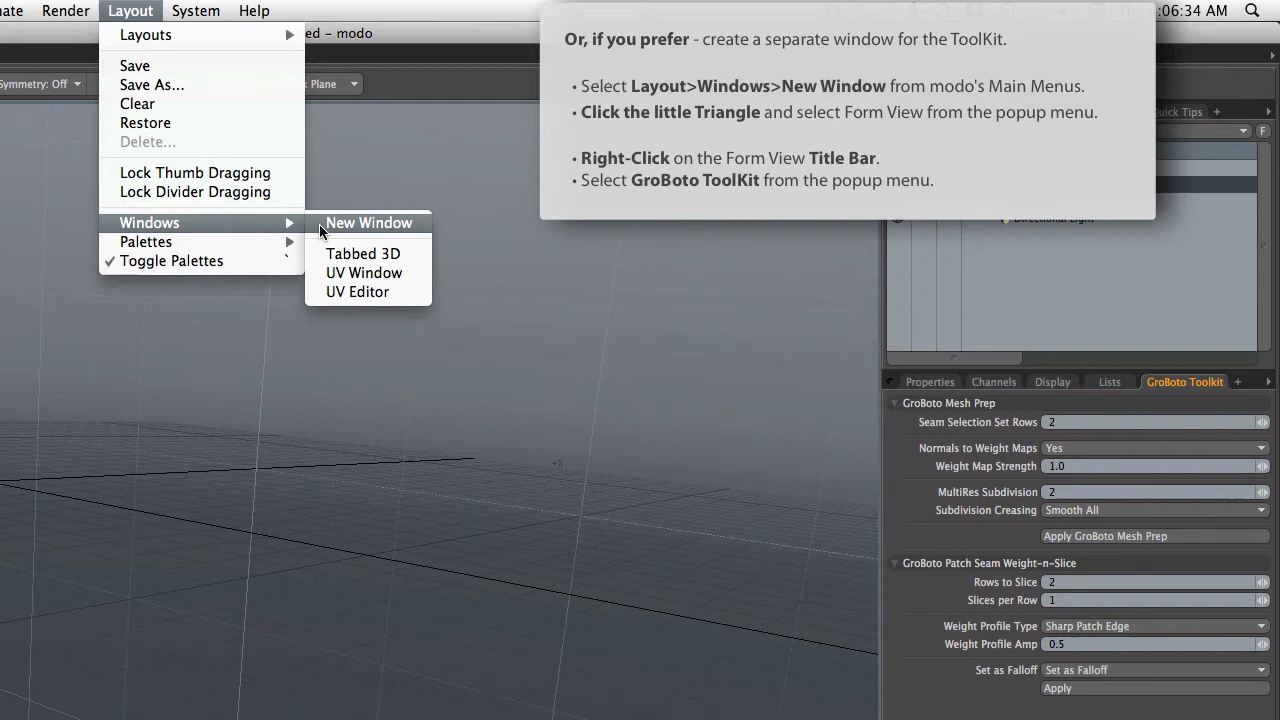 nate Render Layout System Help
:06:34 AM
ed - modo
Layouts
Save
Save As...
Clear
Restore
Delete...
Lock Thumb Dragging
Lock Divider Dragging
Windows
Palettes
✓ Toggle Palettes `
New Window
Tabbed 3D
UV Window
UV Editor
Symmetry: Off
Plane
Or, if you prefer - create a separate window for the ToolKit.
• Select Layout>Windows>New Window from modo's Main Menus.
• Click the little Triangle and select Form View from the popup menu.
• Right-Click on the Form View Title Bar.
• Select GroBoto ToolKit from the popup menu.
Quick Tips +
F
Directional Light
+X
Properties Channels Display Lists GroBoto Toolkit +
GroBoto Mesh Prep
Seam Selection Set Rows 2
Normals to Weight Maps Yes
Weight Map Strength 1.0
MultiRes Subdivision 2
Subdivision Creasing Smooth All
Apply GroBoto Mesh Prep
GroBoto Patch Seam Weight-n-Slice
Rows to Slice 2
Slices per Row 1
Weight Profile Type Sharp Patch Edge
Weight Profile Amp 0.5
Set as Falloff Set as Falloff
Apply